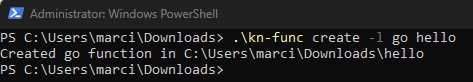 Administrator: Windows PowerShell
PS C:\Users\marci\Downloads> .\kn-func create -l go hello
Created go function in C:\Users\marci\Downloads\hello
PS C:\Users\marci\Downloads>